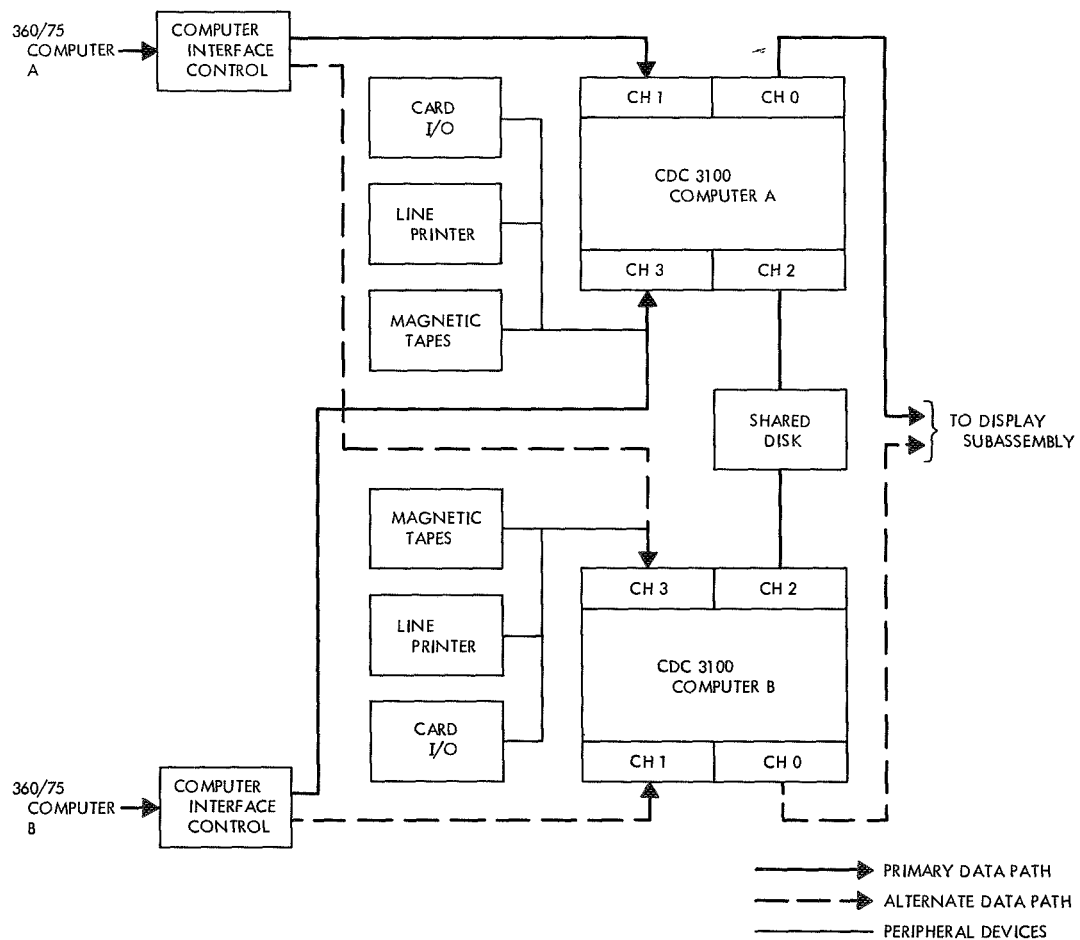 360/75
COMPUTER
A
COMPUTER
INTERFACE
CONTROL
CARD
I/O
LINE
PRINTER
MAGNETIC
TAPES
CH 1
CH 0
CDC 3100
COMPUTER A
CH 3
CH 2
SHARED
DISK
TO DISPLAY
SUBASSEMBLY
MAGNETIC
TAPES
LINE
PRINTER
CARD
I/O
CH 3
CH 2
CDC 3100
COMPUTER B
CH 1
CH 0
360/75
COMPUTER
B
COMPUTER
INTERFACE
CONTROL
PRIMARY DATA PATH
ALTERNATE DATA PATH
PERIPHERAL DEVICES